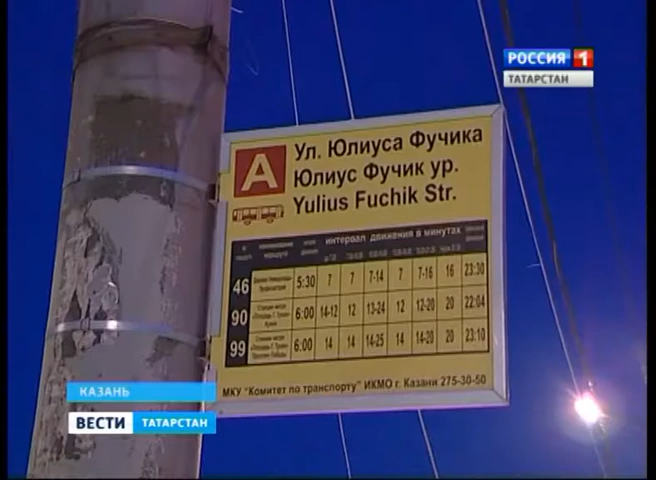 РОССИЯ 1
ТАТАРСТАН
А
Ул. Юлиуса Фучика
Юлиус Фучик ур.
Yulius Fuchik Str.
интервал движения в минутах
46 5:30 7 7 7-14 7 7-16 16 23:30
90 6:00 14-12 12 13-24 12 12-20 20 22:04
99 6:00 14 14 14-25 14 14-20 20 23:10
МКУ "Комитет по транспорту" ИКМО г. Казани 275-30-50
КАЗАНЬ
ВЕСТИ ТАТАРСТАН